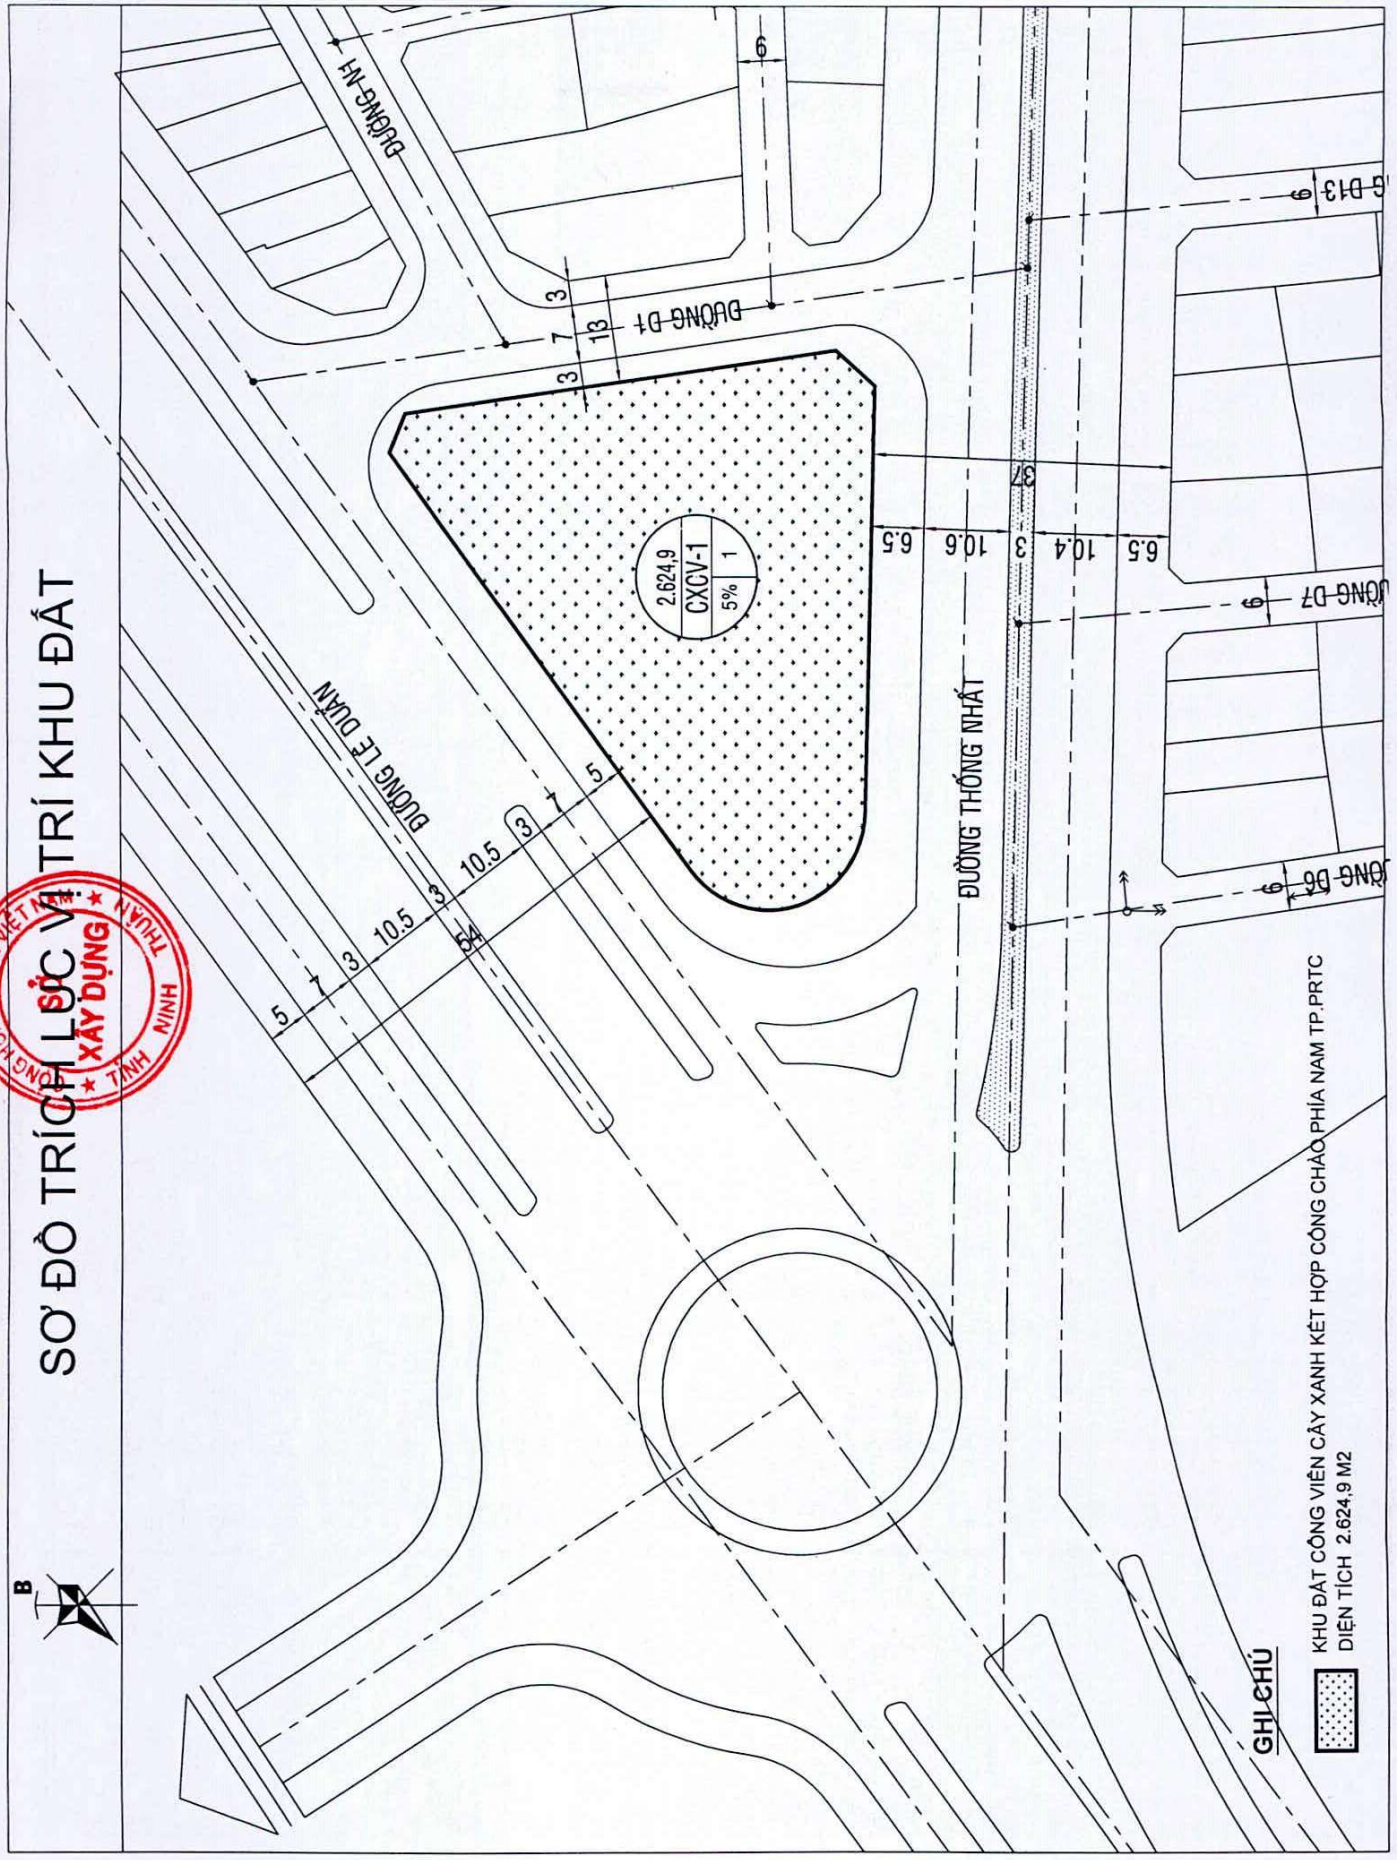 SƠ ĐỒ TRÍCH LỤC VỊ TRÍ KHU ĐẤT
VIỆT NAM
SỞ
XÂY DỰNG
★ TỈNH NINH THUẬN ★
B
ĐƯỜNG N1
ĐƯỜNG LÊ DUẨN
5
7
3
10.5
3
10.5
3
7
5
54
3
7
3
13
ĐƯỜNG D1
6
2.624,9
CXCV-1
5% 1
6.5
10.6
3
10.4
6.5
37
ĐƯỜNG THỐNG NHẤT
6
G D13
6
ƯỜNG D7
6
ƯỜNG D6
GHI CHÚ
KHU ĐẤT CÔNG VIÊN CÂY XANH KẾT HỢP CỔNG CHÀO PHÍA NAM TP.PRTC
DIỆN TÍCH 2.624,9 M2